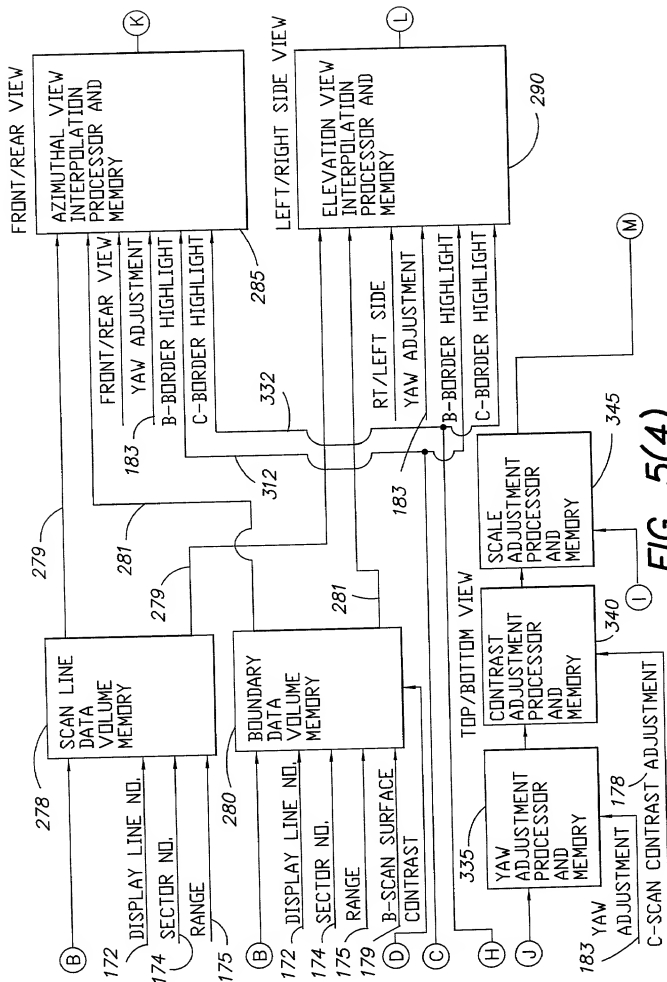 FRONT/REAR VIEW
279
278
SCAN LINE
DATA
VOLUME
MEMORY
B
172
DISPLAY LINE NO.
174
SECTOR NO.
RANGE
175
281
279
AZIMUTHAL VIEW
INTERPOLATION
PROCESSOR AND
MEMORY
K
FRONT/REAR VIEW
YAW ADJUSTMENT
183
B-BORDER HIGHLIGHT
C-BORDER HIGHLIGHT
285
332
312
280
BOUNDARY
DATA
VOLUME
MEMORY
B
172
DISPLAY LINE NO.
174
SECTOR NO.
175
RANGE
179
B-SCAN SURFACE
CONTRAST
D
C
281
LEFT/RIGHT SIDE VIEW
ELEVATION VIEW
INTERPOLATION
PROCESSOR AND
MEMORY
L
RT/LEFT SIDE
YAW ADJUSTMENT
183
B-BORDER HIGHLIGHT
C-BORDER HIGHLIGHT
290
H
335
TOP/BOTTOM VIEW
J
YAW
ADJUSTMENT
PROCESSOR
AND
MEMORY
CONTRAST
ADJUSTMENT
PROCESSOR
AND
MEMORY
340
SCALE
ADJUSTMENT
PROCESSOR
AND
MEMORY
345
M
I
183
YAW
ADJUSTMENT
178
C-SCAN CONTRAST ADJUSTMENT
FIG. 5(4)